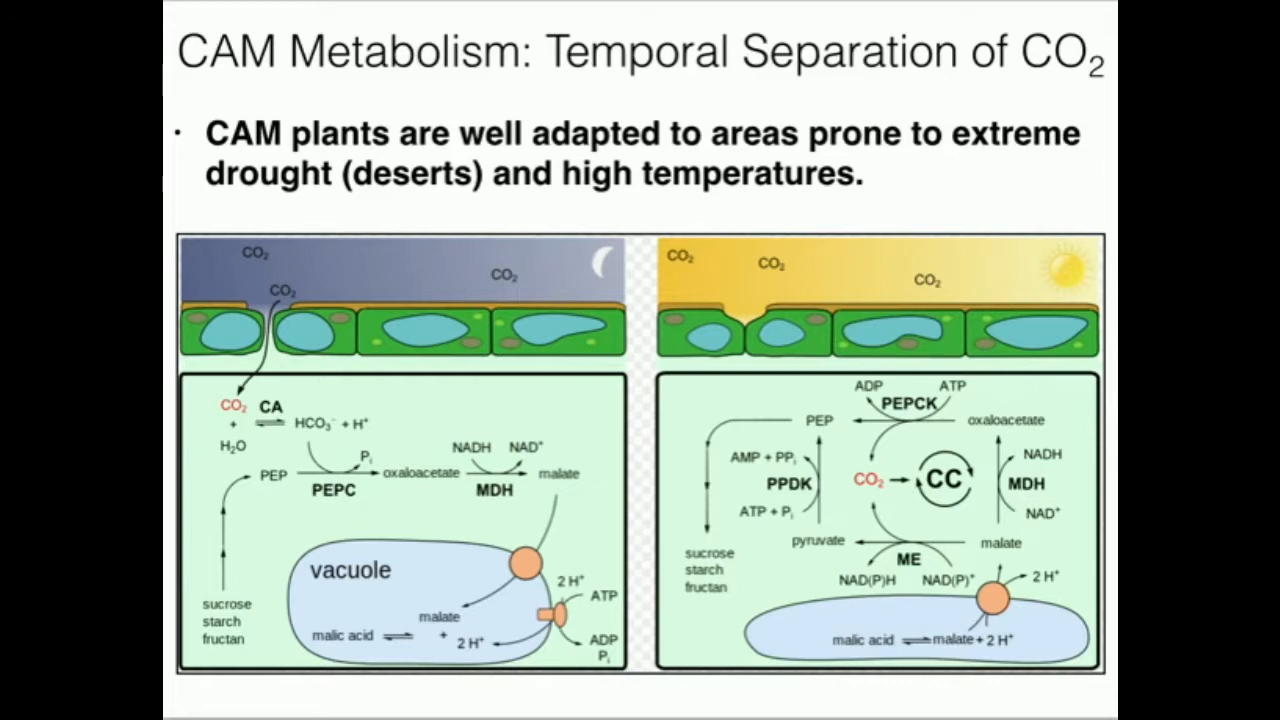 CAM Metabolism: Temporal Separation of CO₂
· CAM plants are well adapted to areas prone to extreme
drought (deserts) and high temperatures.
CO₂
CO₂
CO₂
CO₂ CA
+ HCO₃⁻ + H⁺
H₂O
Pᵢ
NADH NAD⁺
PEP oxaloacetate malate
PEPC MDH
vacuole
2 H⁺
ATP
sucrose
starch
fructan
malate
malic acid + 2 H⁺
ADP
Pᵢ
CO₂
CO₂
CO₂
ADP ATP
PEPCK
PEP oxaloacetate
AMP + PPᵢ NADH
PPDK CO₂ CC MDH
ATP + Pᵢ NAD⁺
pyruvate malate
ME
sucrose
starch
fructan
NAD(P)H NAD(P)⁺ 2 H⁺
malic acid malate + 2 H⁺